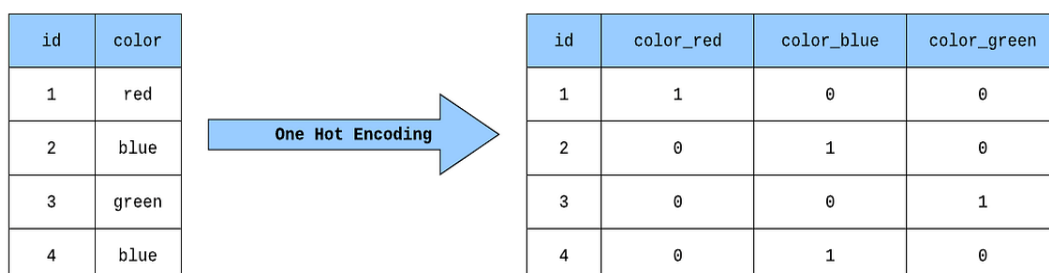 id color
1 red
2 blue
3 green
4 blue
One Hot Encoding
id color_red color_blue color_green
1 1 0 0
2 0 1 0
3 0 0 1
4 0 1 0